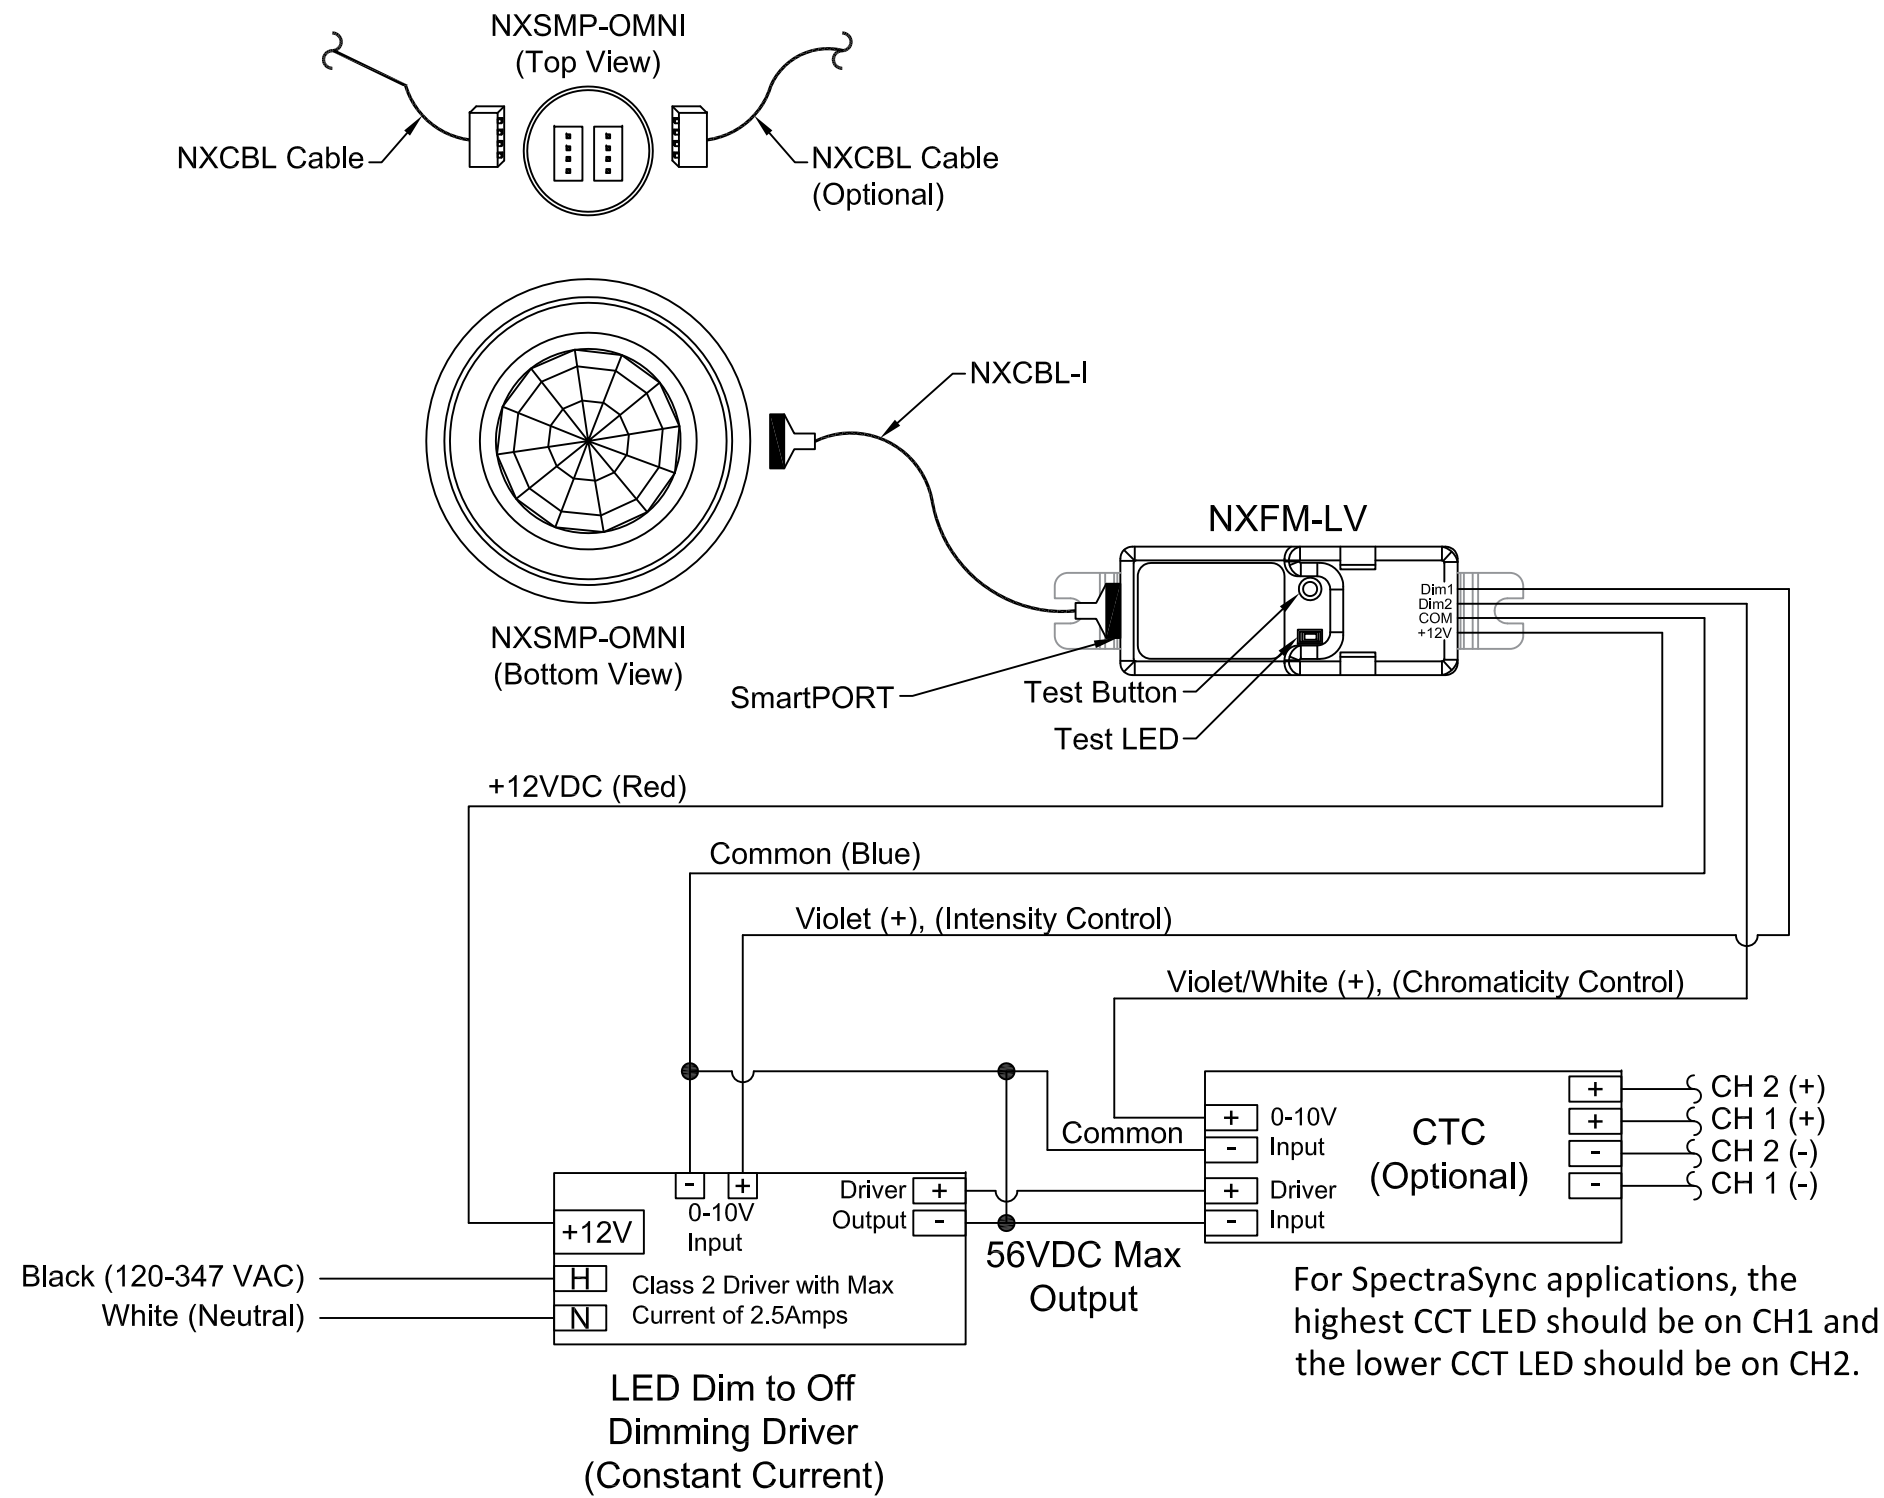 NXSMP-OMNI
(Top View)
NXCBL Cable
NXCBL Cable
(Optional)
NXCBL-I
NXSMP-OMNI
(Bottom View)
NXFM-LV
Dim1
Dim2
COM
+12V
SmartPORT
Test Button
Test LED
+12VDC (Red)
Common (Blue)
Violet (+), (Intensity Control)
Violet/White (+), (Chromaticity Control)
+ 0-10V
- Input
Common
+ Driver
- Input
CTC
(Optional)
+ CH 2 (+)
+ CH 1 (+)
- CH 2 (-)
- CH 1 (-)
- +
0-10V
Input
Driver +
Output -
+12V
Black (120-347 VAC) H
White (Neutral) N
Class 2 Driver with Max
Current of 2.5Amps
56VDC Max
Output
For SpectraSync applications, the
highest CCT LED should be on CH1 and
the lower CCT LED should be on CH2.
LED Dim to Off
Dimming Driver
(Constant Current)